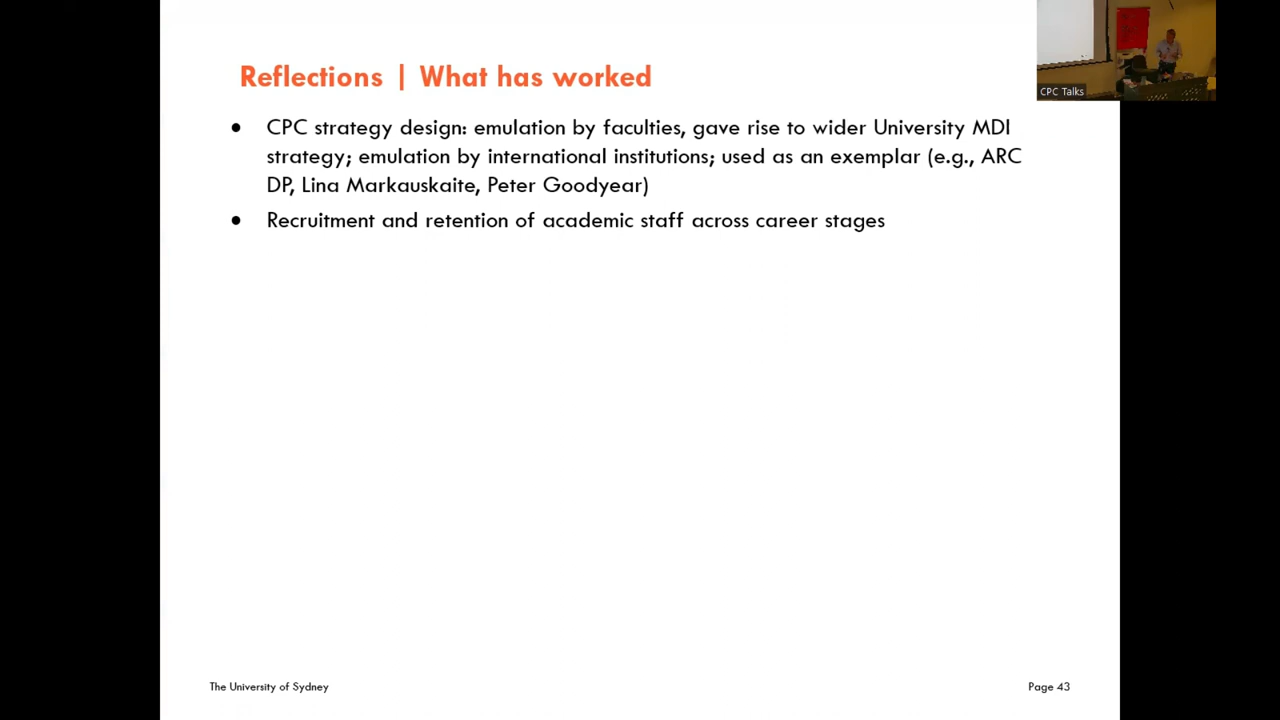 Reflections | What has worked
CPC Talks
● CPC strategy design: emulation by faculties, gave rise to wider University MDI
strategy; emulation by international institutions; used as an exemplar (e.g., ARC
DP, Lina Markauskaite, Peter Goodyear)
● Recruitment and retention of academic staff across career stages
The University of Sydney
Page 43